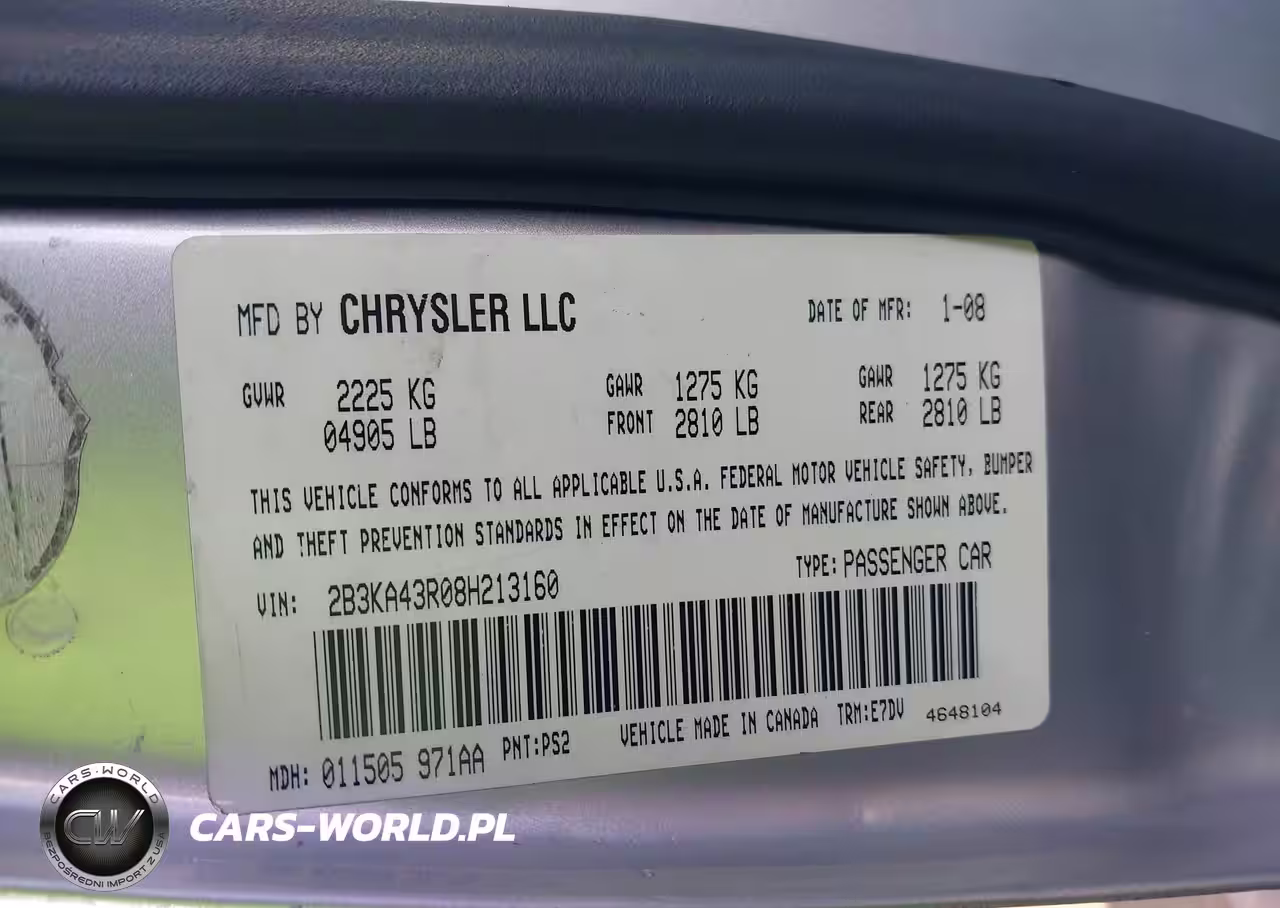 MFD BY CHRYSLER LLC DATE OF MFR: 1-08
GVWR 2225 KG GAWR 1275 KG GAWR 1275 KG
04905 LB FRONT 2810 LB REAR 2810 LB
THIS VEHICLE CONFORMS TO ALL APPLICABLE U.S.A. FEDERAL MOTOR VEHICLE SAFETY, BUMPER
AND THEFT PREVENTION STANDARDS IN EFFECT ON THE DATE OF MANUFACTURE SHOWN ABOVE.
VIN: 2B3KA43R08H213160 TYPE: PASSENGER CAR
MDH: 011505 971AA PNT:PS2 VEHICLE MADE IN CANADA TRM:E7DV 4648104
CARS-WORLD
CW
BEZPOŚREDNI IMPORT Z USA
CARS-WORLD.PL